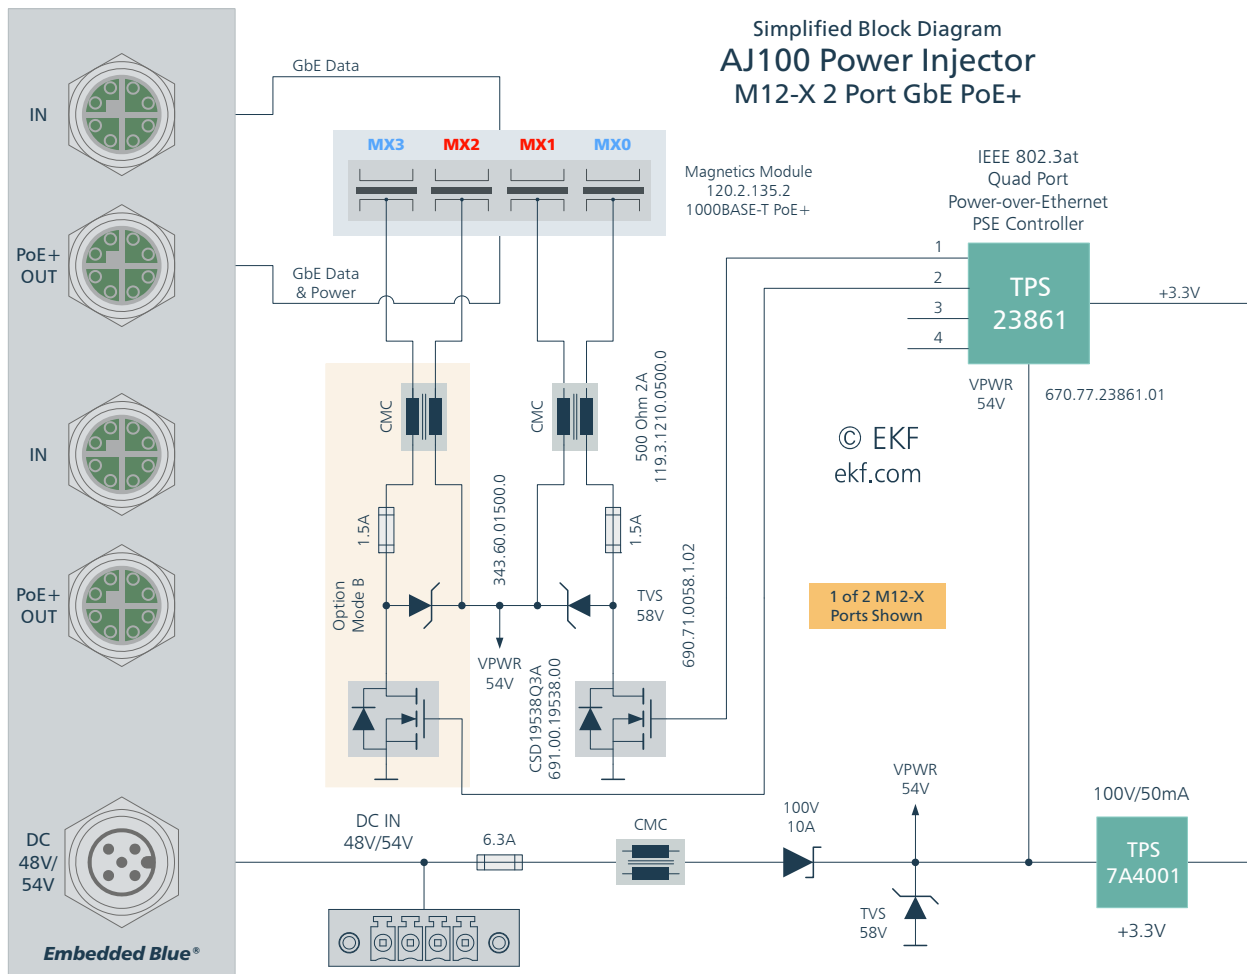 Simplified Block Diagram
AJ100 Power Injector
M12-X 2 Port GbE PoE+
GbE Data
IN
MX3
MX2
MX1
MX0
Magnetics Module
120.2.135.2
1000BASE-T PoE+
IEEE 802.3at
Quad Port
Power-over-Ethernet
PSE Controller
PoE+
OUT
GbE Data
& Power
1
2
3
4
TPS
23861
+3.3V
VPWR
54V
670.77.23861.01
CMC
CMC
500 Ohm 2A
119.3.1210.0500.0
© EKF
ekf.com
IN
1.5A
343.60.01500.0
1.5A
690.71.0058.1.02
PoE+
OUT
Option
Mode B
TVS
58V
1 of 2 M12-X
Ports Shown
VPWR
54V
CSD19538Q3A
691.00.19538.00
DC
48V/
54V
DC IN
48V/54V
6.3A
CMC
100V
10A
VPWR
54V
100V/50mA
TPS
7A4001
TVS
58V
+3.3V
Embedded Blue®